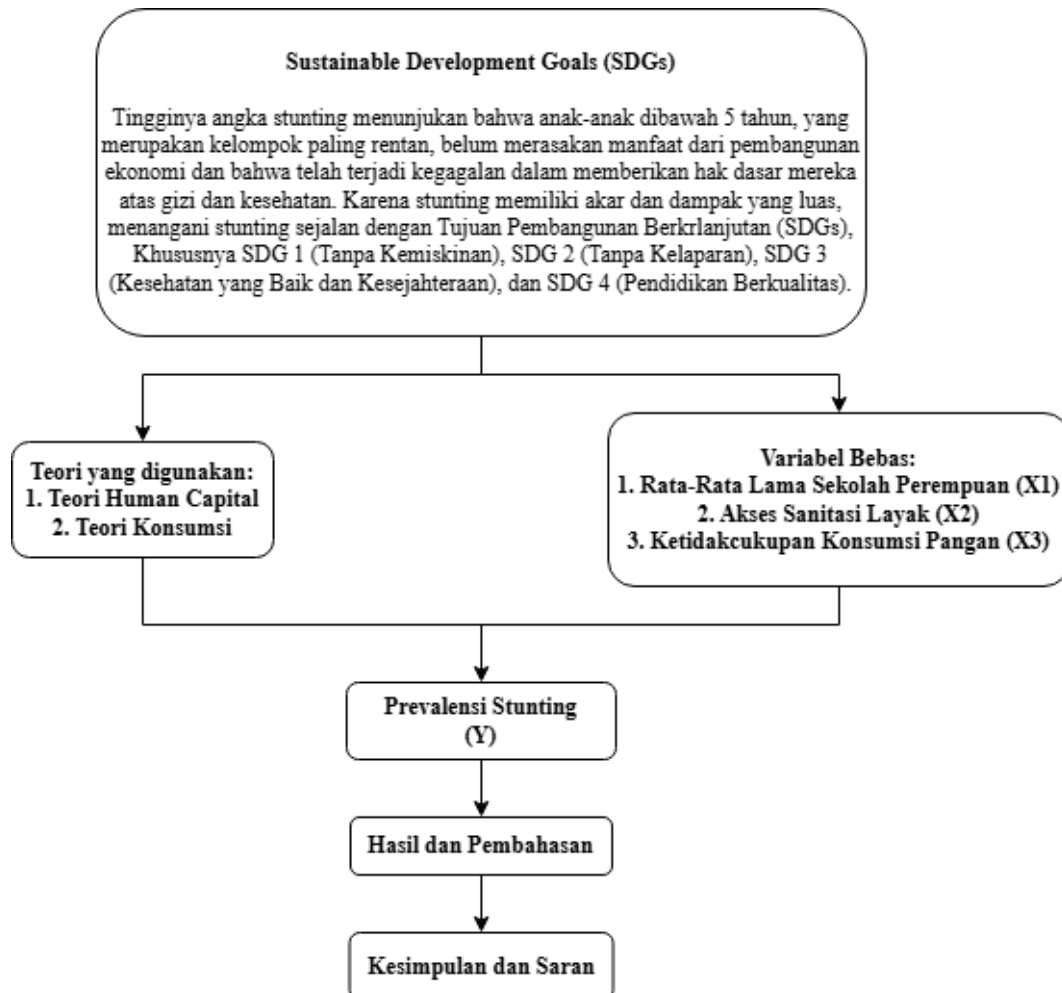 Sustainable Development Goals (SDGs)
Tingginya angka stunting menunjukan bahwa anak-anak dibawah 5 tahun, yang
merupakan kelompok paling rentan, belum merasakan manfaat dari pembangunan
ekonomi dan bahwa telah terjadi kegagalan dalam memberikan hak dasar mereka
atas gizi dan kesehatan. Karena stunting memiliki akar dan dampak yang luas,
menangani stunting sejalan dengan Tujuan Pembangunan Berkrlanjutan (SDGs),
Khususnya SDG 1 (Tanpa Kemiskinan), SDG 2 (Tanpa Kelaparan), SDG 3
(Kesehatan yang Baik dan Kesejahteraan), dan SDG 4 (Pendidikan Berkualitas).
Teori yang digunakan:
1. Teori Human Capital
2. Teori Konsumsi
Variabel Bebas:
1. Rata-Rata Lama Sekolah Perempuan (X1)
2. Akses Sanitasi Layak (X2)
3. Ketidakcukupan Konsumsi Pangan (X3)
Prevalensi Stunting
(Y)
Hasil dan Pembahasan
Kesimpulan dan Saran